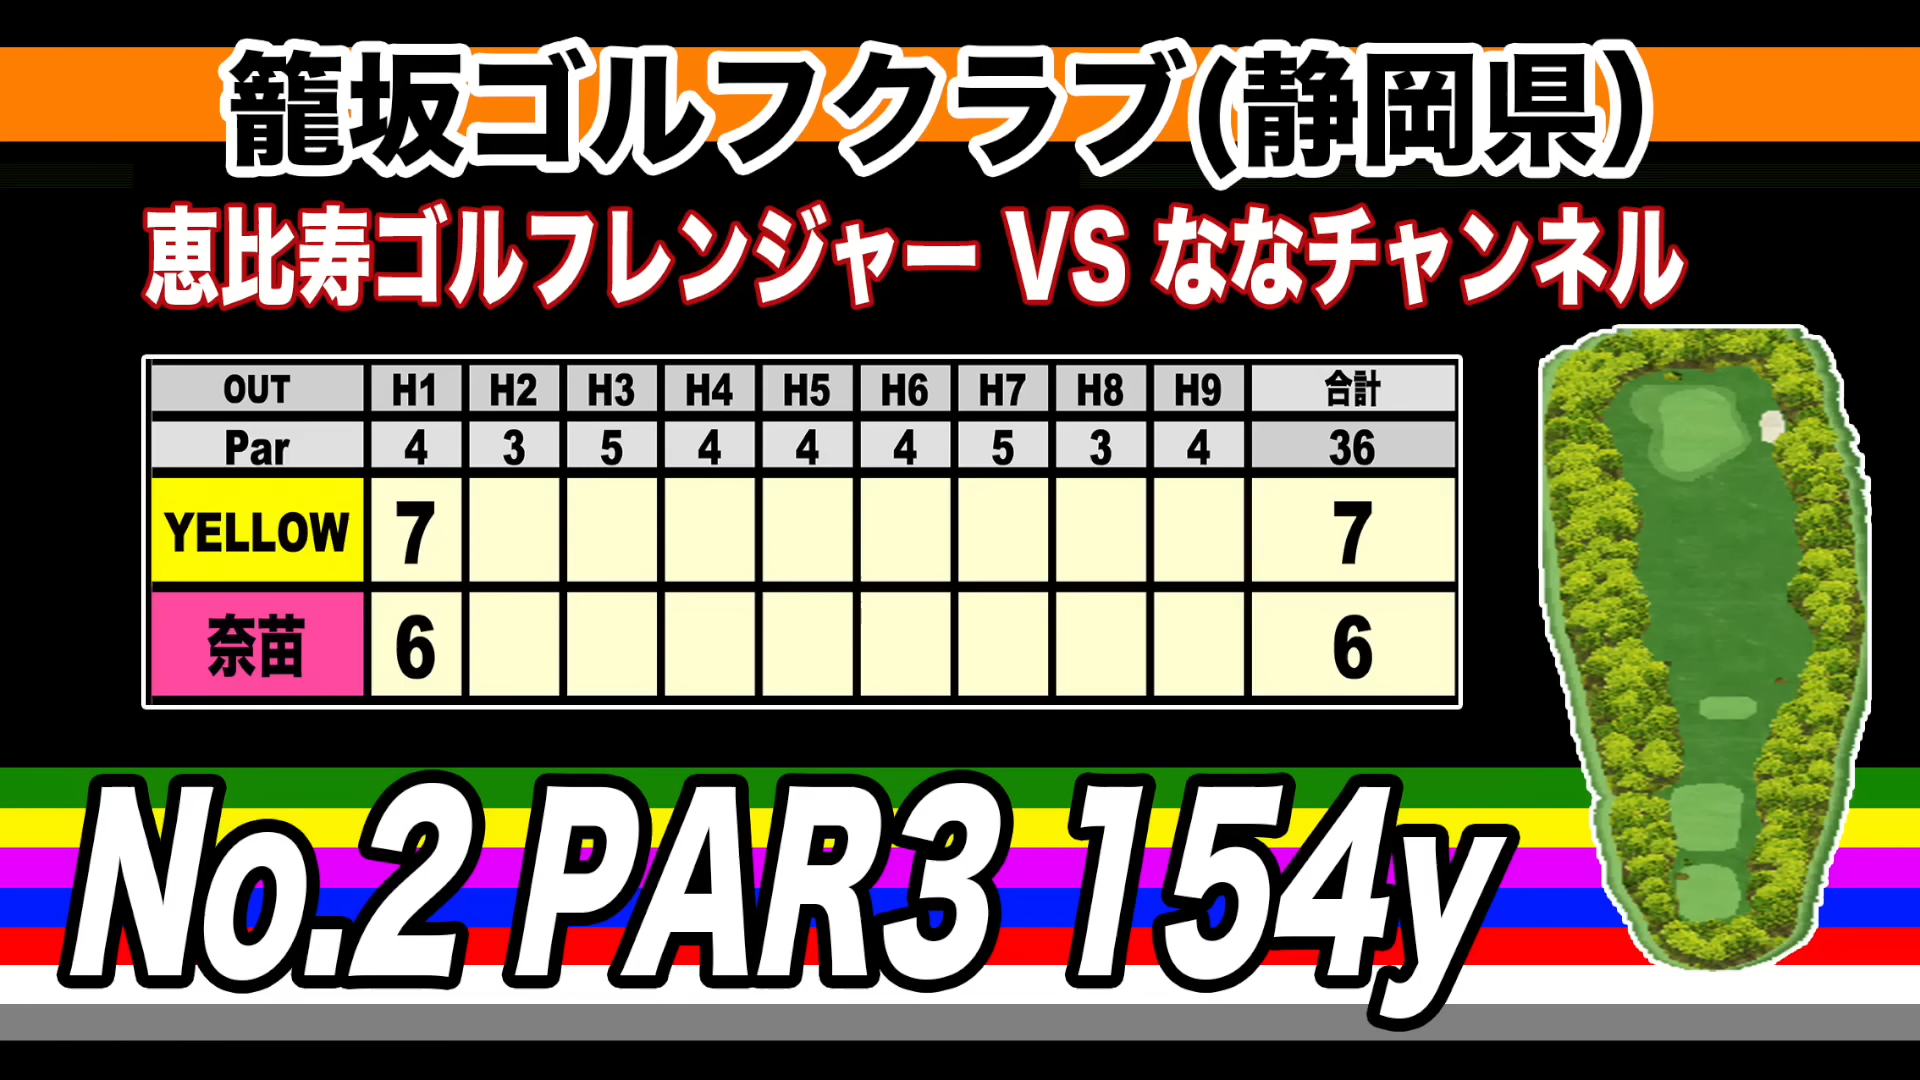 籠坂ゴルフクラブ(静岡県)
恵比寿ゴルフレンジャー VS ななチャンネル
OUT H1 H2 H3 H4 H5 H6 H7 H8 H9 合計
Par 4 3 5 4 4 4 5 3 4 36
YELLOW 7 7
奈苗 6 6
No.2 PAR3 154y